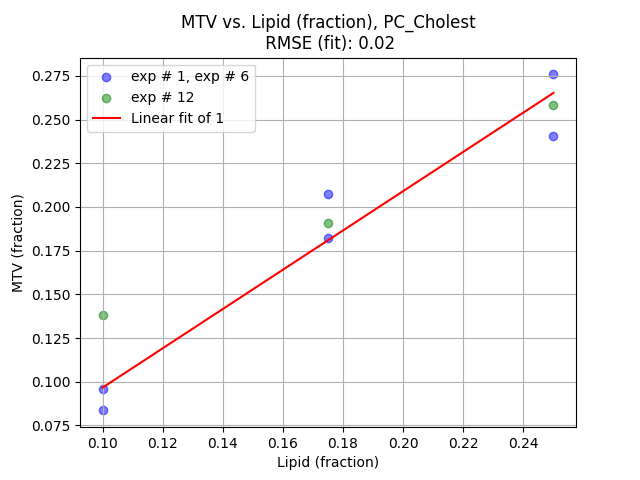 MTV vs. Lipid (fraction), PC_Cholest
RMSE (fit): 0.02
exp # 1, exp # 6
exp # 12
Linear fit of 1
0.275
0.250
0.225
0.200
0.175
0.150
0.125
0.100
0.075
MTV (fraction)
0.10 0.12 0.14 0.16 0.18 0.20 0.22 0.24
Lipid (fraction)